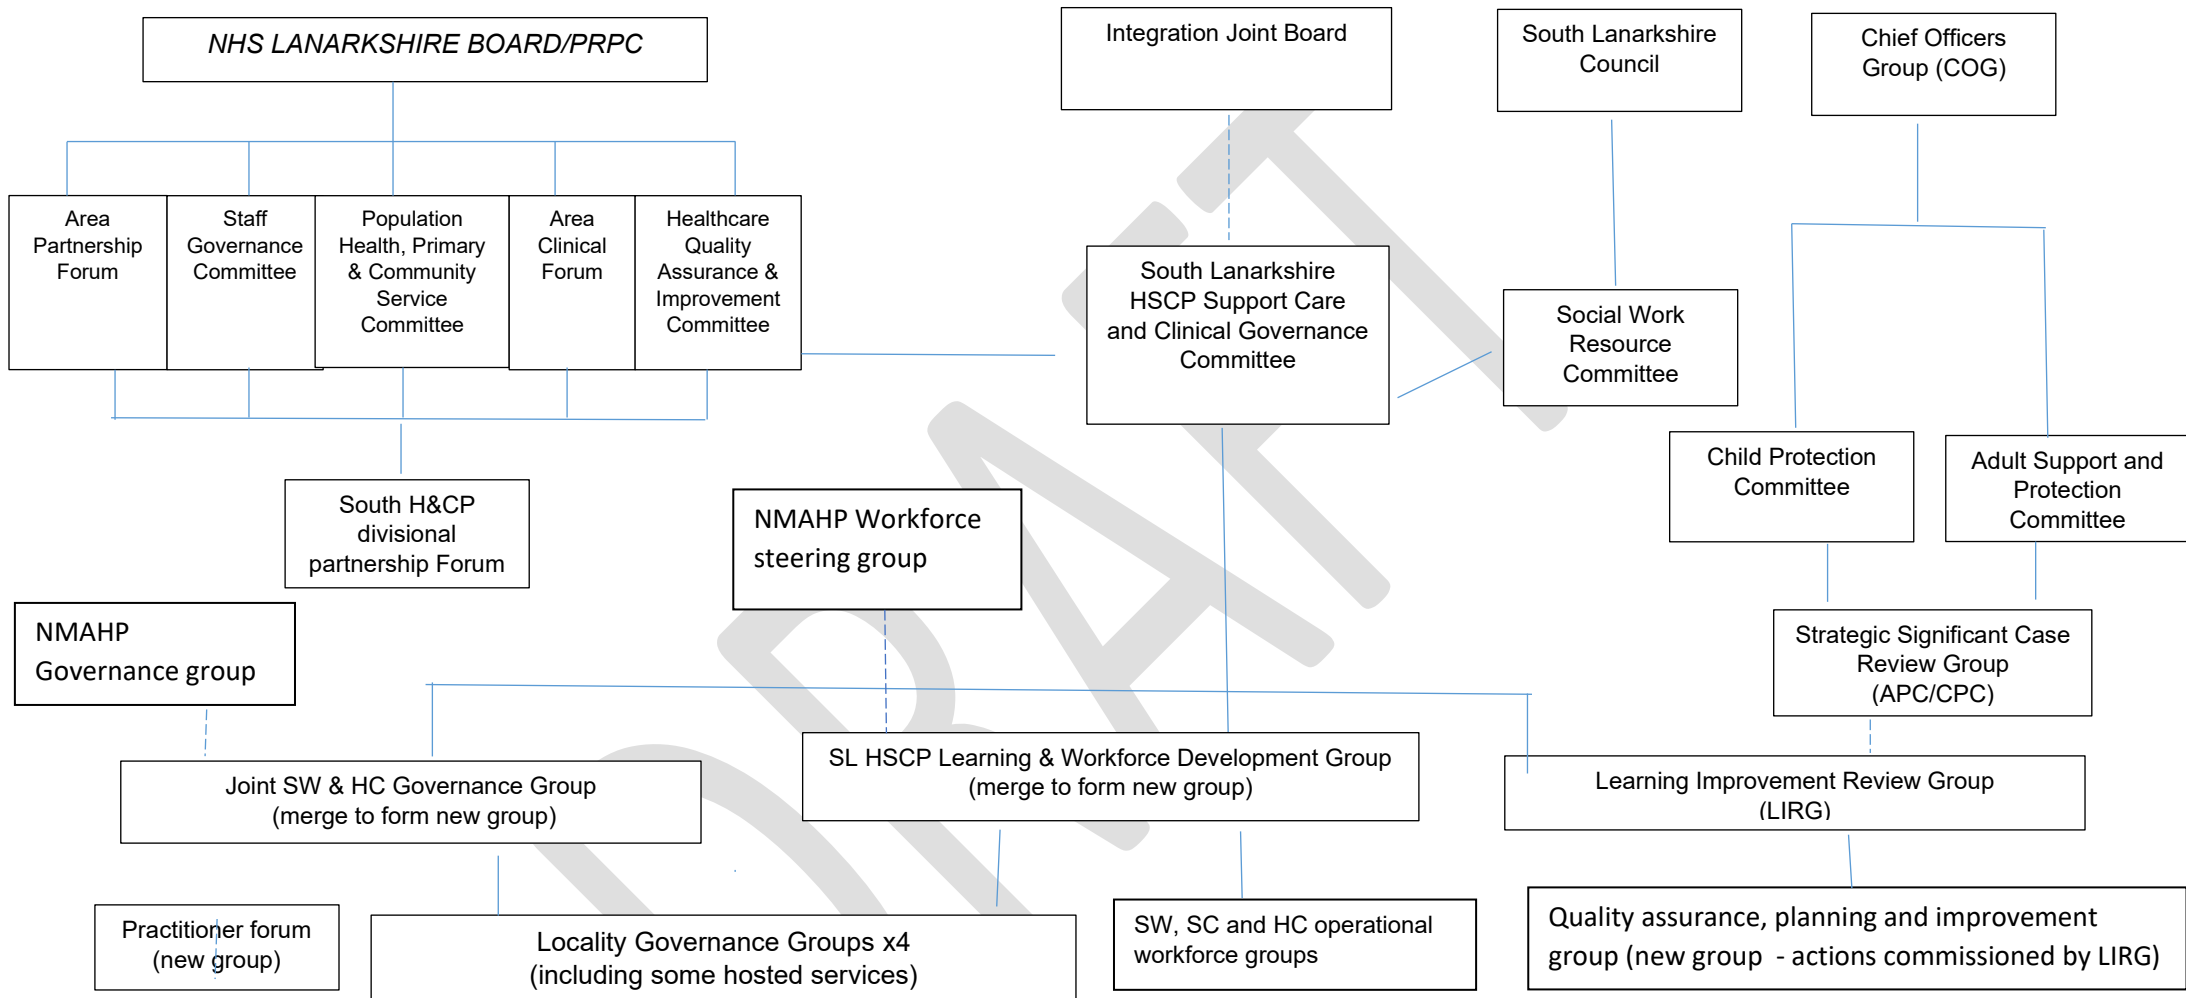 NHS LANARKSHIRE BOARD/PRPC
Integration Joint Board
South Lanarkshire
Council
Chief Officers
Group (COG)
Area
Partnership
Forum
Staff
Governance
Committee
Population
Health, Primary
& Community
Service
Committee
Area
Clinical
Forum
Healthcare
Quality
Assurance &
Improvement
Committee
South Lanarkshire
HSCP Support Care
and Clinical Governance
Committee
Social Work
Resource
Committee
Child Protection
Committee
Adult Support and
Protection
Committee
South H&CP
divisional
partnership Forum
NMAHP Workforce
steering group
NMAHP
Governance group
Strategic Significant Case
Review Group
(APC/CPC)
Joint SW & HC Governance Group
(merge to form new group)
SL HSCP Learning & Workforce Development Group
(merge to form new group)
Learning Improvement Review Group
(LIRG)
Practitioner forum
(new group)
Locality Governance Groups x4
(including some hosted services)
SW, SC and HC operational
workforce groups
Quality assurance, planning and improvement
group (new group  - actions commissioned by LIRG)
DRAFT